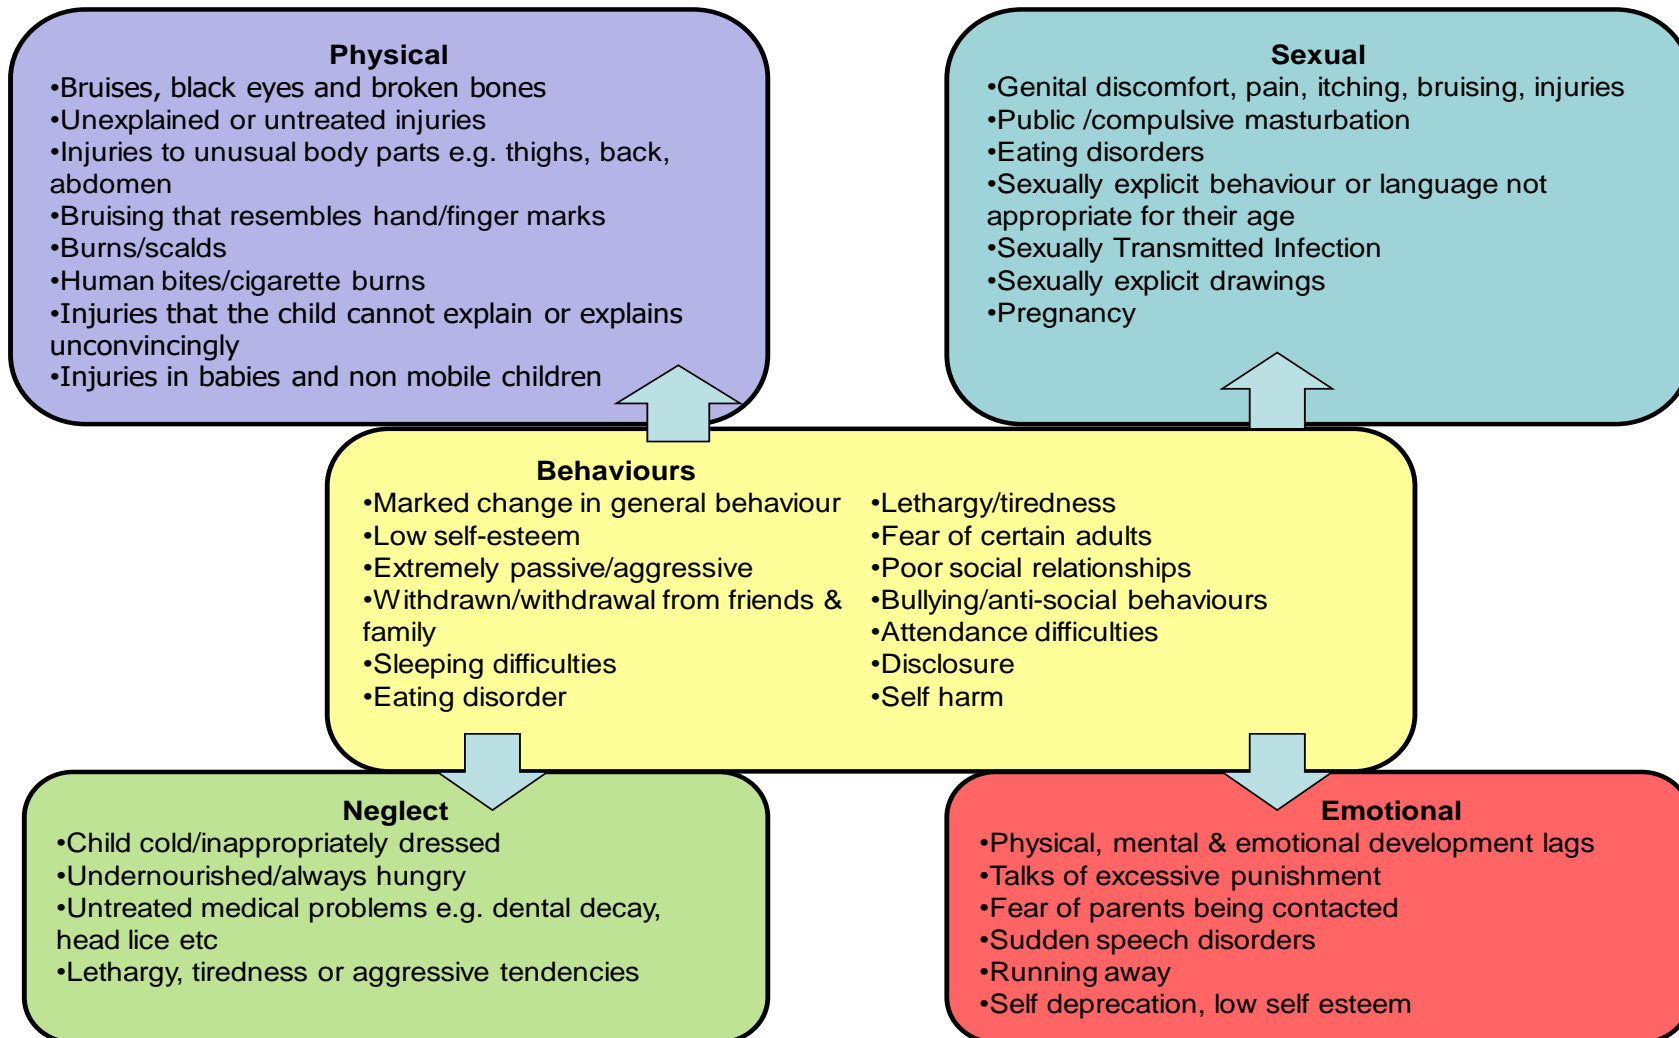 Physical
•Bruises, black eyes and broken bones
•Unexplained or untreated injuries
•Injuries to unusual body parts e.g. thighs, back,
abdomen
•Bruising that resembles hand/finger marks
•Burns/scalds
•Human bites/cigarette burns
•Injuries that the child cannot explain or explains
unconvincingly
•Injuries in babies and non mobile children
Sexual
•Genital discomfort, pain, itching, bruising, injuries
•Public /compulsive masturbation
•Eating disorders
•Sexually explicit behaviour or language not
appropriate for their age
•Sexually Transmitted Infection
•Sexually explicit drawings
•Pregnancy
Behaviours
•Marked change in general behaviour
•Low self-esteem
•Extremely passive/aggressive
•Withdrawn/withdrawal from friends &
family
•Sleeping difficulties
•Eating disorder
•Lethargy/tiredness
•Fear of certain adults
•Poor social relationships
•Bullying/anti-social behaviours
•Attendance difficulties
•Disclosure
•Self harm
Neglect
•Child cold/inappropriately dressed
•Undernourished/always hungry
•Untreated medical problems e.g. dental decay,
head lice etc
•Lethargy, tiredness or aggressive tendencies
Emotional
•Physical, mental & emotional development lags
•Talks of excessive punishment
•Fear of parents being contacted
•Sudden speech disorders
•Running away
•Self deprecation, low self esteem